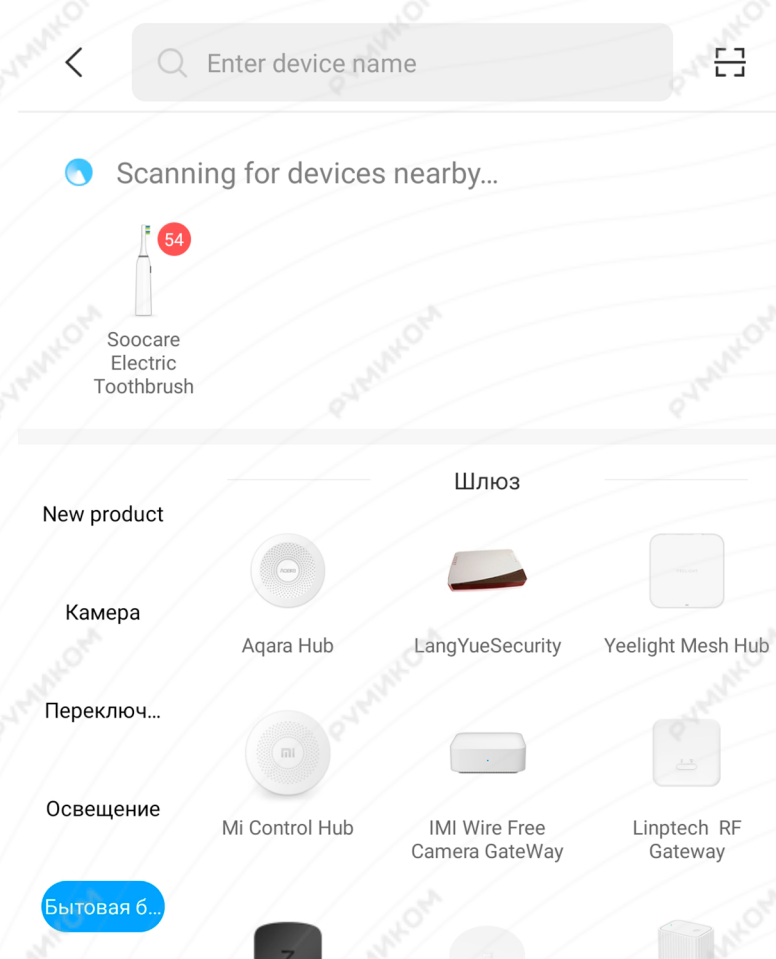 Enter device name
Scanning for devices nearby...
54
Soocare
Electric
Toothbrush
Шлюз
New product
Камера
Переключ...
Освещение
Бытовая б...
Aqara Hub
LangYueSecurity
Yeelight Mesh Hub
Mi Control Hub
IMI Wire Free
Camera GateWay
Linptech RF
Gateway
РУМИКОМ